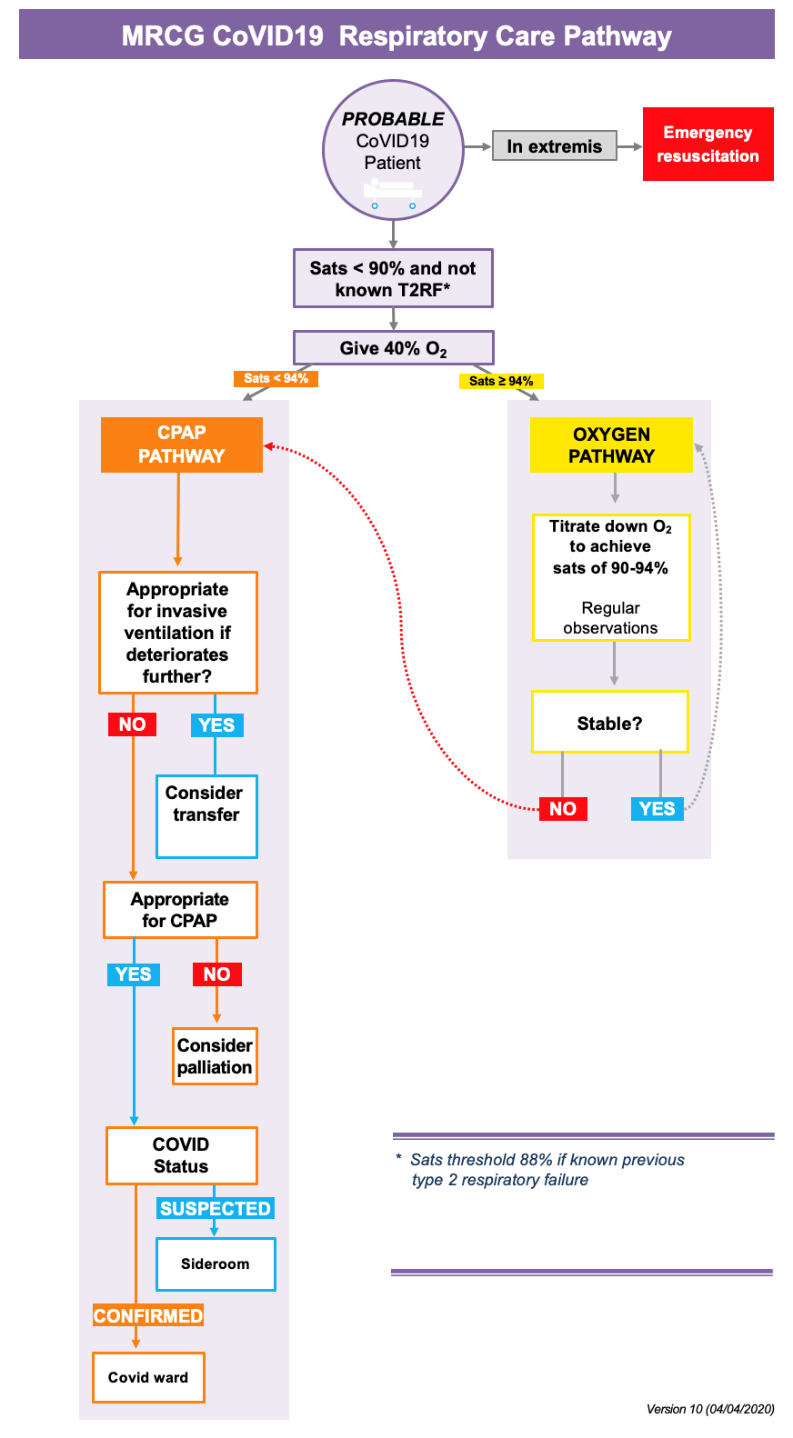 MRCG CoVID19  Respiratory Care Pathway
PROBABLE
CoVID19
Patient
In extremis
Emergency
resuscitation
Sats < 90% and not
known T2RF*
Give 40% O₂
Sats < 94%
Sats ≥ 94%
CPAP
PATHWAY
OXYGEN
PATHWAY
Titrate down O₂
to achieve
sats of 90-94%
Regular
observations
Stable?
NO
YES
Appropriate
for invasive
ventilation if
deteriorates
further?
NO
YES
Consider
transfer
Appropriate
for CPAP
YES
NO
Consider
palliation
COVID
Status
SUSPECTED
Sideroom
CONFIRMED
Covid ward
* Sats threshold 88% if known previous
type 2 respiratory failure
Version 10 (04/04/2020)